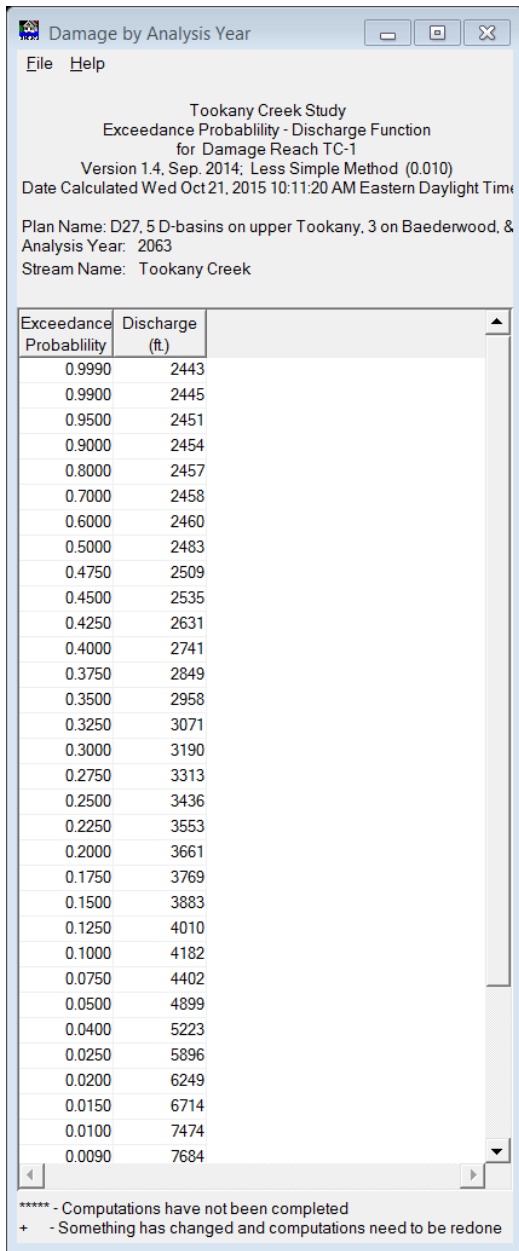 Damage by Analysis Year
File Help
Tookany Creek Study
Exceedance Probablility - Discharge Function
for Damage Reach TC-1
Version 1.4, Sep. 2014; Less Simple Method (0.010)
Date Calculated Wed Oct 21, 2015 10:11:20 AM Eastern Daylight Time
Plan Name: D27, 5 D-basins on upper Tookany, 3 on Baederwood, &
Analysis Year: 2063
Stream Name: Tookany Creek
Exceedance Discharge
Probablility (ft.)
0.9990 2443
0.9900 2445
0.9500 2451
0.9000 2454
0.8000 2457
0.7000 2458
0.6000 2460
0.5000 2483
0.4750 2509
0.4500 2535
0.4250 2631
0.4000 2741
0.3750 2849
0.3500 2958
0.3250 3071
0.3000 3190
0.2750 3313
0.2500 3436
0.2250 3553
0.2000 3661
0.1750 3769
0.1500 3883
0.1250 4010
0.1000 4182
0.0750 4402
0.0500 4899
0.0400 5223
0.0250 5896
0.0200 6249
0.0150 6714
0.0100 7474
0.0090 7684
***** - Computations have not been completed
+ - Something has changed and computations need to be redone